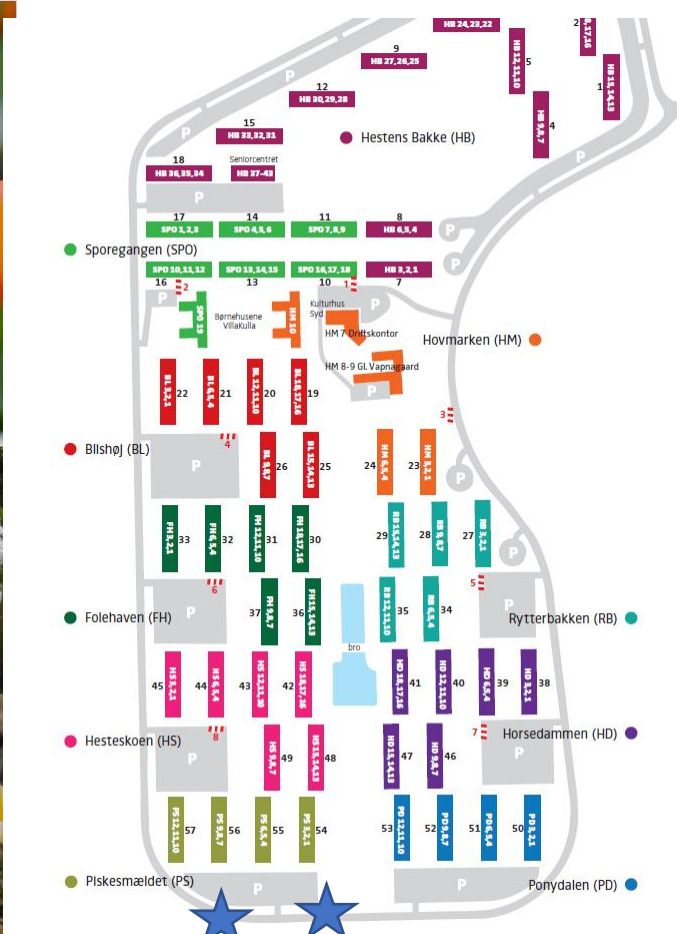 HB 24,23,22
2
17,16
9
HB 27,26,25
HB 12,11,10
5
HB 15,14,13
1
12
HB 30,29,28
HB 9,8,7
4
P
15
HB 33,32,31
P
Hestens Bakke (HB)
P
18
Seniorcentret
HB 36,35,34
HB 37-43
P
17
14
11
8
SPO 1,2,3
SPO 4,5,6
SPO 7,8,9
HB 6,5,4
P
Sporegangen (SPO)
SPO 10,11,12
SPO 13,14,15
SPO 16,17,18
HB 3,2,1
P
16
2
13
10
1
7
P
SPO 19
Børnehusene
VillaKulla
HM 10
Kulturhus
Syd
P
HM 7 Driftskontor
Hovmarken (HM)
HM 8-9 Gl. Vapnagaard
P
BL 3,2,1
22
BL 6,5,4
21
BL 12,11,10
20
BL 18,17,16
19
3
Blishøj (BL)
4
P
BL 9,8,7
26
BL 15,14,13
25
24
HM 6,5,4
23
HM 3,2,1
P
FH 3,2,1
33
FH 6,5,4
32
FH 12,11,10
31
FH 18,17,16
30
29
RB 15,14,13
28
RB 9,8,7
27
RB 3,2,1
P
6
P
37
FH 9,8,7
36
FH 15,14,13
RB 12,11,10
35
RB 6,5,4
34
5
P
Folehaven (FH)
Rytterbakken (RB)
bro
45
HS 3,2,1
44
HS 6,5,4
43
HS 12,11,10
42
HS 18,17,16
HD 18,17,16
41
HD 12,11,10
40
HD 6,5,4
39
HD 3,2,1
38
Hesteskoen (HS)
8
P
HS 9,8,7
49
HS 15,14,13
48
HD 15,14,13
47
HD 9,8,7
46
7
P
Horsedammen (HD)
PS 12,11,10
57
PS 9,8,7
56
PS 6,5,4
55
PS 3,2,1
54
53
PD 12,11,10
52
PD 9,8,7
51
PD 6,5,4
50
PD 3,2,1
Piskesmældet (PS)
P
P
Ponydalen (PD)